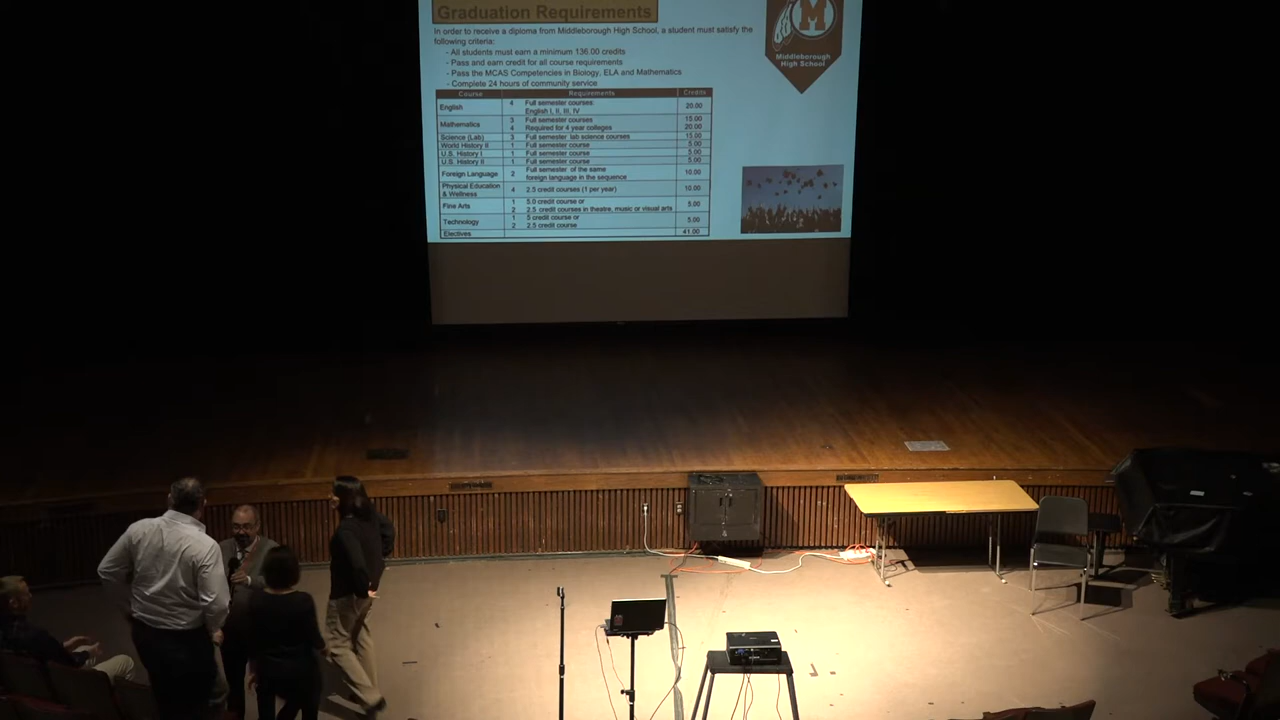 Graduation Requirements
In order to receive a diploma from Middleborough High School, a student must satisfy the
following criteria:
- All students must earn a minimum 136.00 credits
- Pass and earn credit for all course requirements
- Pass the MCAS Competencies in Biology, ELA and Mathematics
- Complete 24 hours of community service
M
Middleborough
High School
Course Requirements Credits
English 4 Full semester courses: 20.00
English I, II, III, IV
Mathematics 3 Full semester courses 15.00
4 Required for 4 year colleges 20.00
Science (Lab) 3 Full semester lab science courses 15.00
World History II 1 Full semester course 5.00
U.S. History I 1 Full semester course 5.00
U.S. History II 1 Full semester course 5.00
Foreign Language 2 Full semester of the same 10.00
foreign language in the sequence
Physical Education
& Wellness 4 2.5 credit courses (1 per year) 10.00
Fine Arts 1 5.0 credit course or 5.00
2 2.5 credit courses in theatre, music or visual arts
Technology 1 5 credit course or 5.00
2 2.5 credit course
Electives 41.00